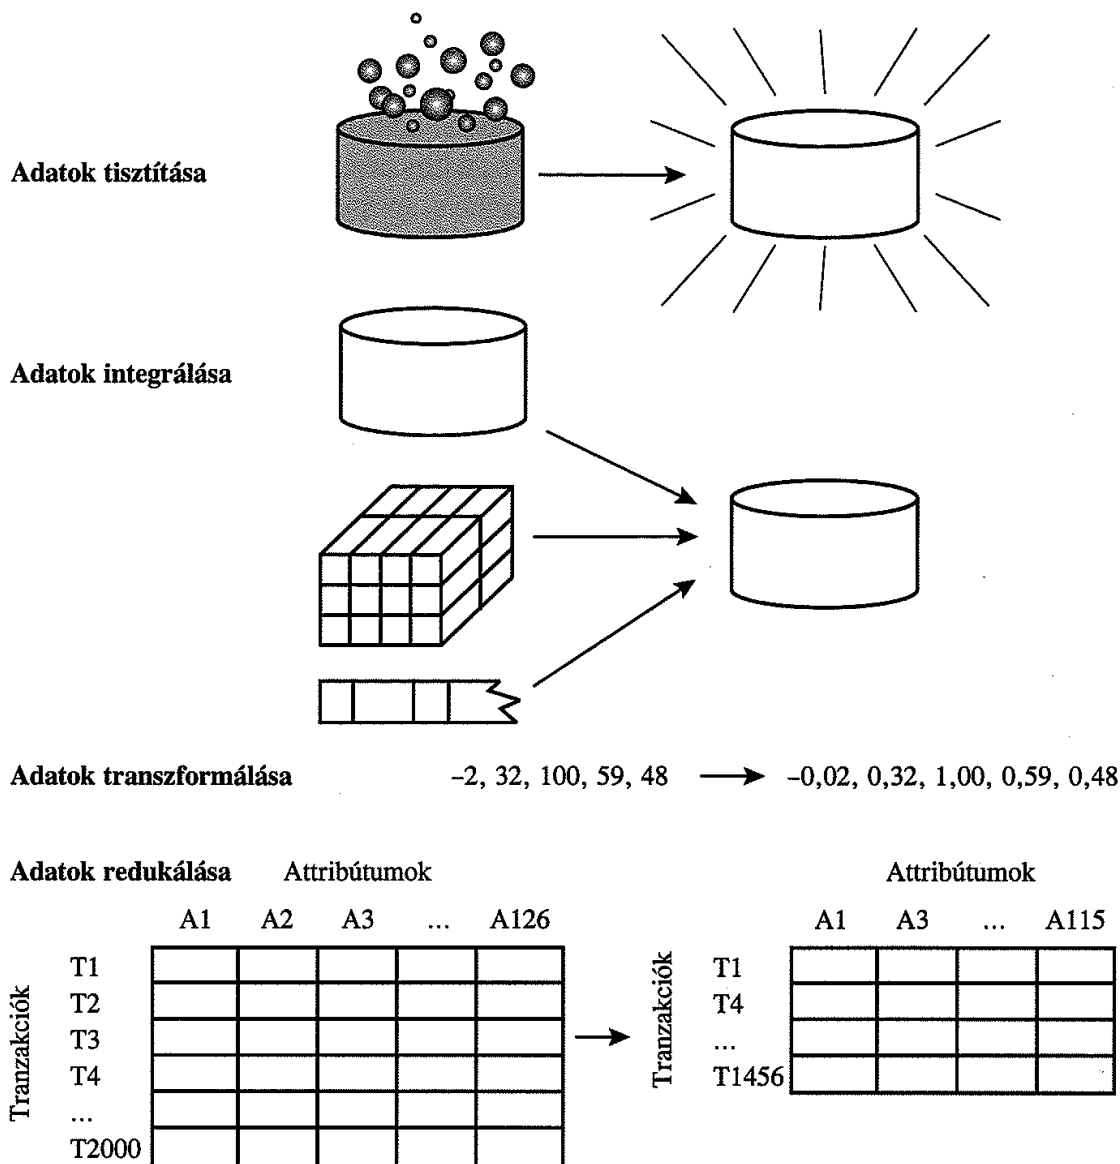 Adatok tisztítása
Adatok integrálása
Adatok transzformálása –2, 32, 100, 59, 48 –0,02, 0,32, 1,00, 0,59, 0,48
Adatok redukálása Attribútumok Attribútumok
A1 A2 A3 ... A126
Tranzakciók
T1
T2
T3
T4
...
T2000
A1 A3 ... A115
Tranzakciók
T1
T4
...
T1456